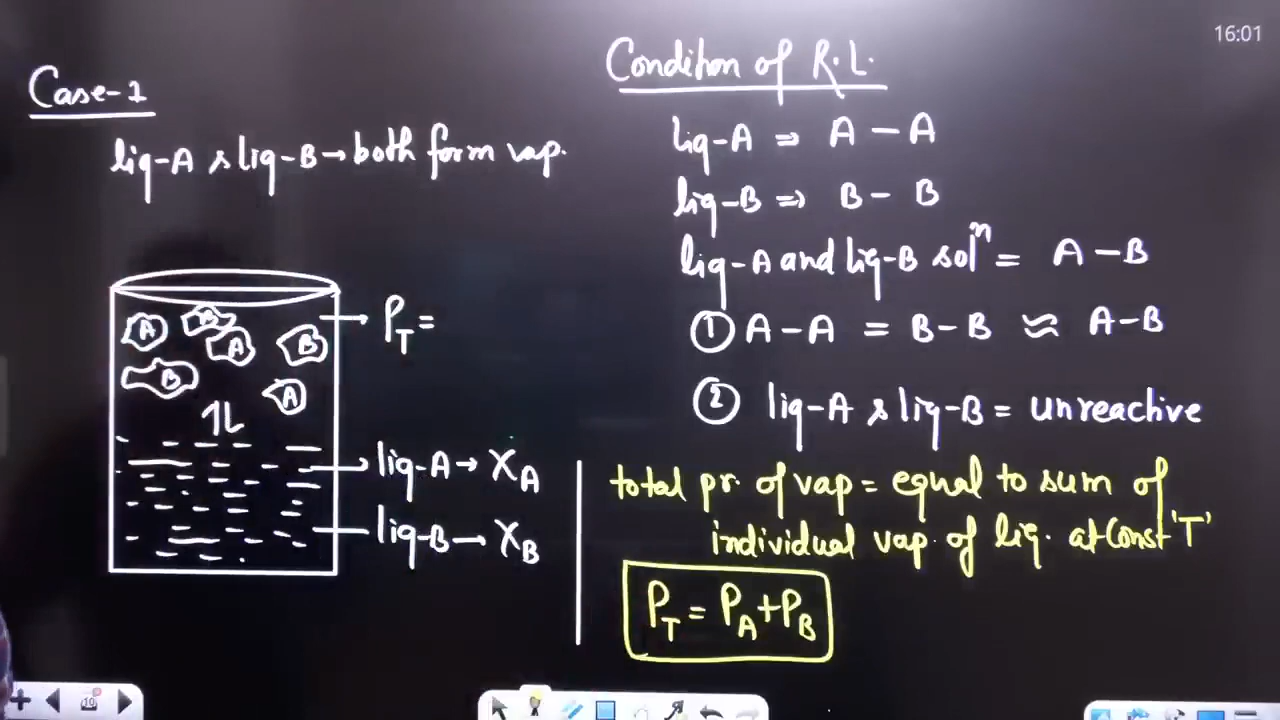 16:01
Case-1
liq-A & liq-B → both form vap.
A
B
A
B
B
A
1L
P_T =
liq-A → X_A
liq-B → X_B
Condition of R.L.
liq-A ⇒ A – A
liq-B ⇒ B – B
liq-A and liq-B solⁿ = A – B
① A – A = B – B ≈ A – B
② liq-A & liq-B = unreactive
total pr. of vap = equal to sum of
individual vap. of liq. at Const 'T'
P_T = P_A + P_B
10